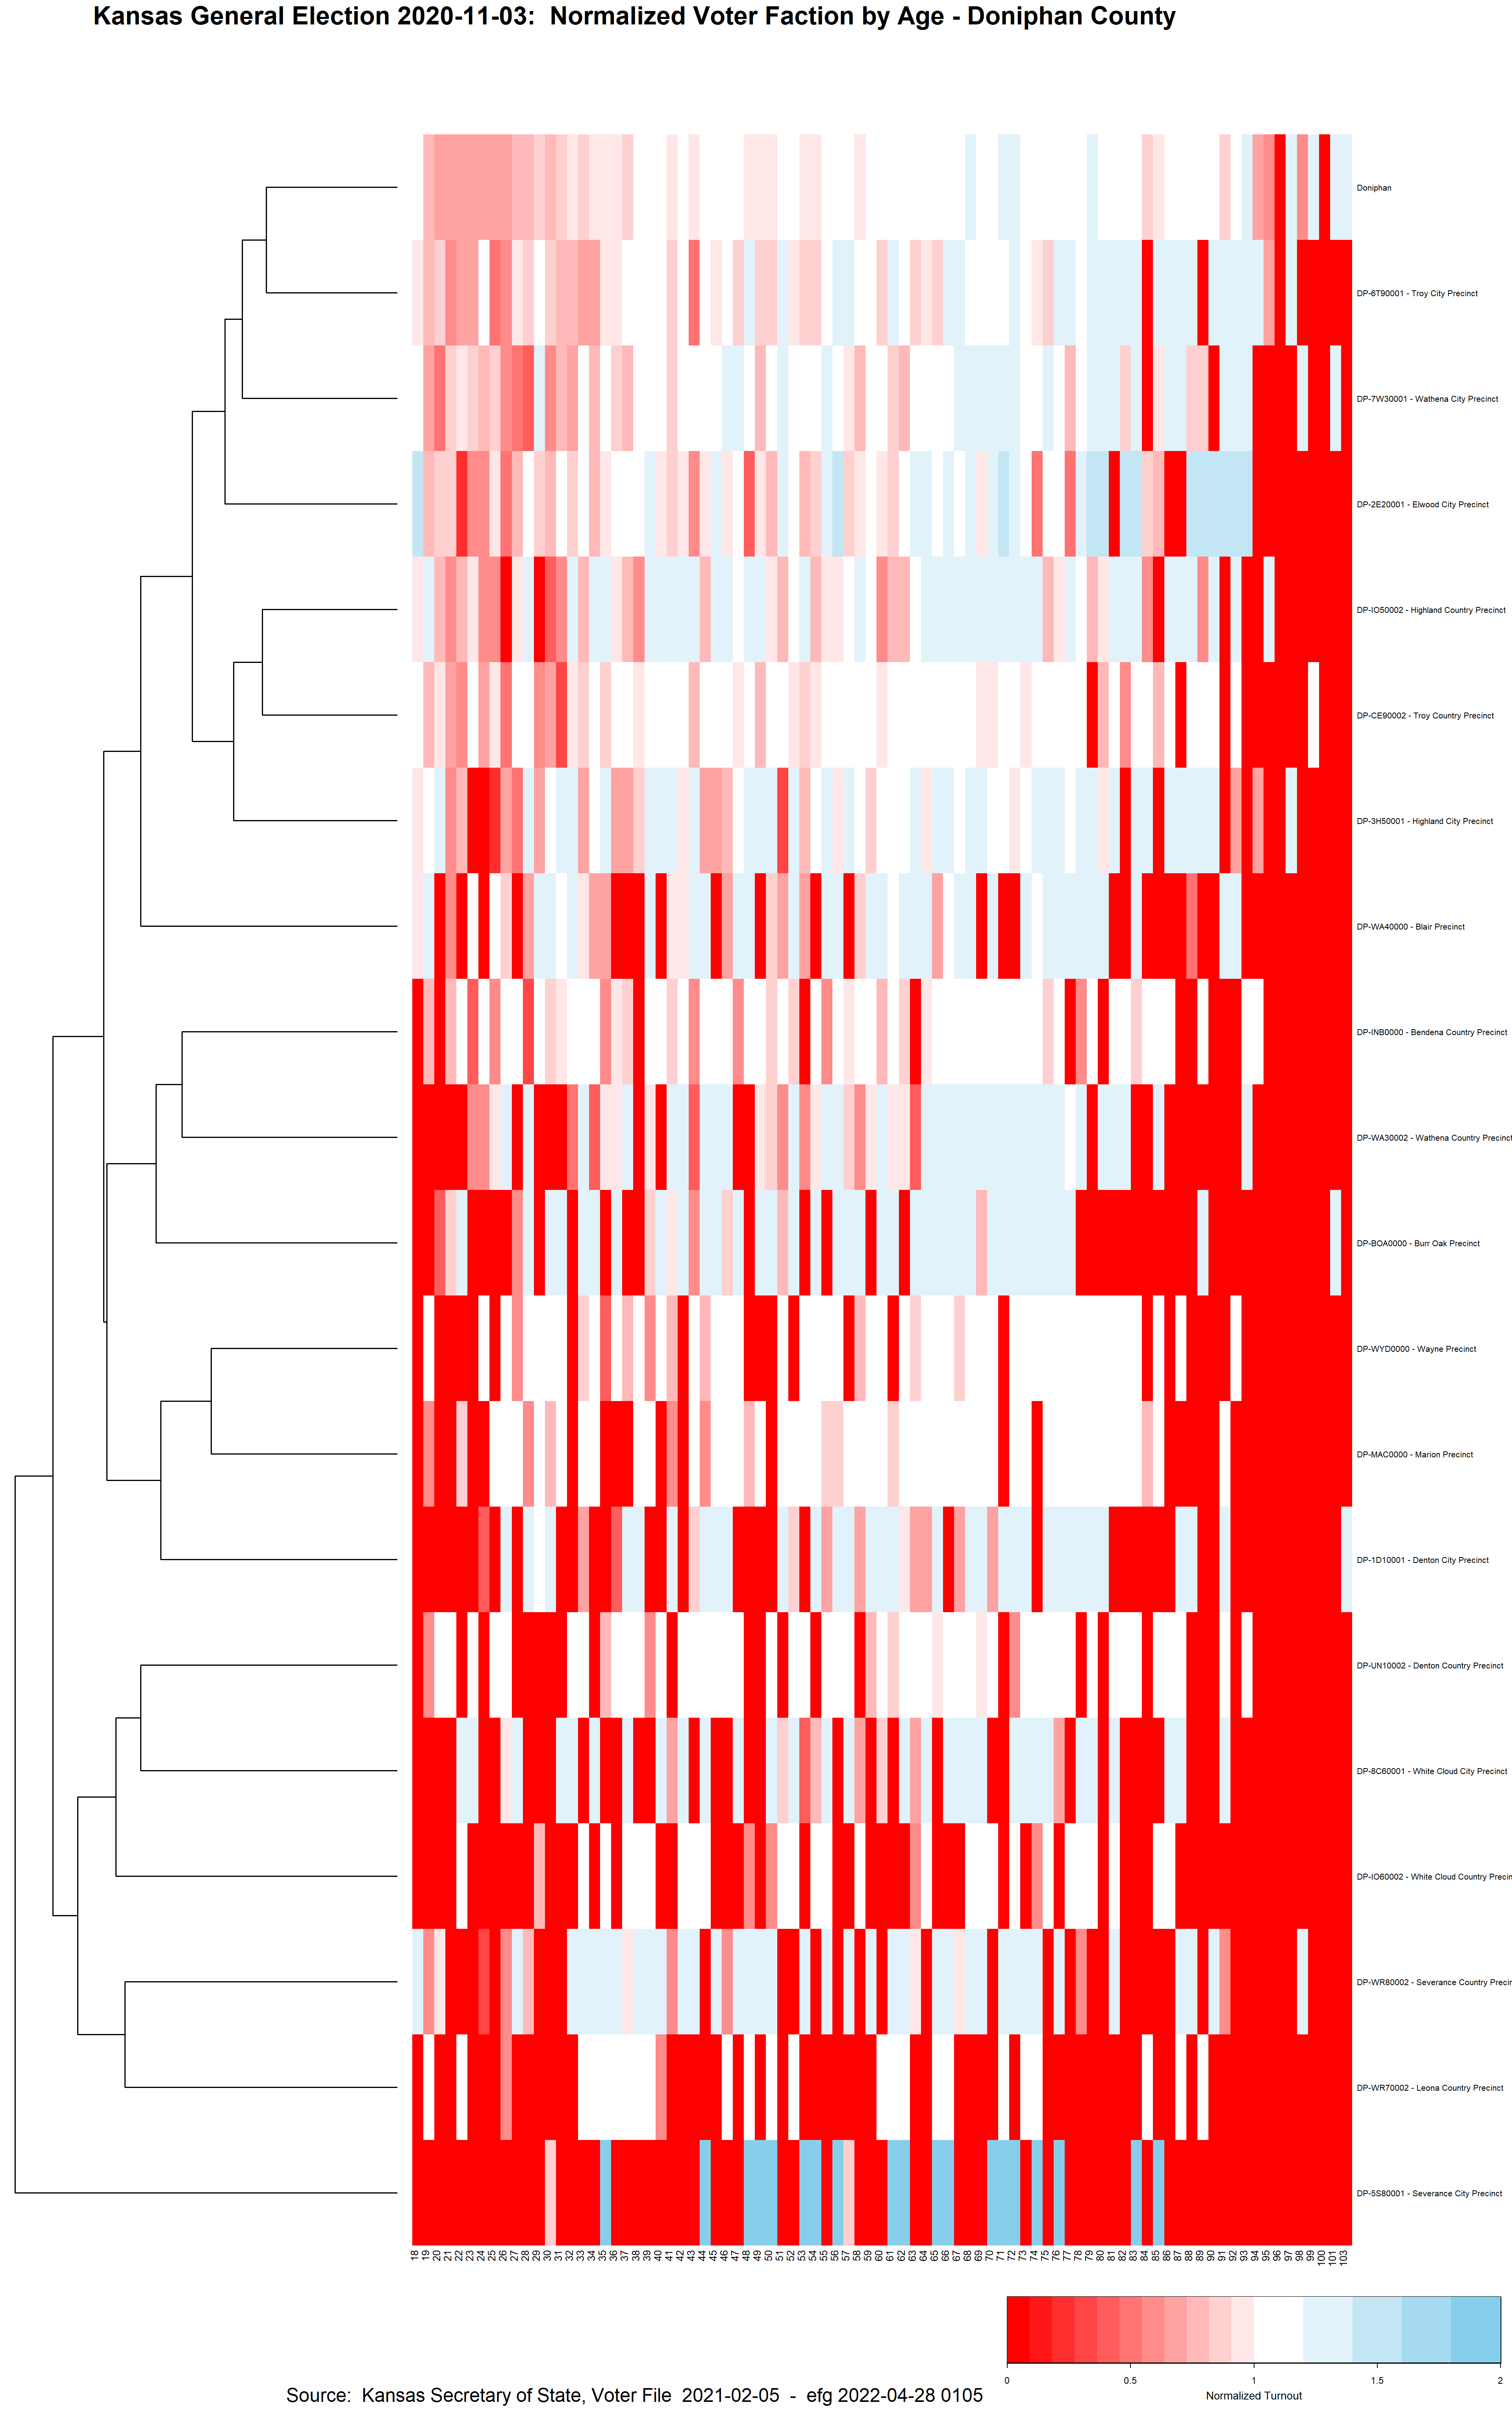 Kansas General Election 2020-11-03:  Normalized Voter Faction by Age - Doniphan County
Doniphan
DP-6T90001 - Troy City Precinct
DP-7W30001 - Wathena City Precinct
DP-2E20001 - Elwood City Precinct
DP-IO50002 - Highland Country Precinct
DP-CE90002 - Troy Country Precinct
DP-3H50001 - Highland City Precinct
DP-WA40000 - Blair Precinct
DP-INB0000 - Bendena Country Precinct
DP-WA30002 - Wathena Country Precinct
DP-BOA0000 - Burr Oak Precinct
DP-WYD0000 - Wayne Precinct
DP-MAC0000 - Marion Precinct
DP-1D10001 - Denton City Precinct
DP-UN10002 - Denton Country Precinct
DP-8C60001 - White Cloud City Precinct
DP-IO60002 - White Cloud Country Precin
DP-WR80002 - Severance Country Precin
DP-WR70002 - Leona Country Precinct
DP-5S80001 - Severance City Precinct
18 19 20 21 22 23 24 25 26 27 28 29 30 31 32 33 34 35 36 37 38 39 40 41 42 43 44 45 46 47 48 49 50 51 52 53 54 55 56 57 58 59 60 61 62 63 64 65 66 67 68 69 70 71 72 73 74 75 76 77 78 79 80 81 82 83 84 85 86 87 88 89 90 91 92 93 94 95 96 97 98 99 100 101 103
0 0.5 1 1.5 2
Normalized Turnout
Source:  Kansas Secretary of State, Voter File  2021-02-05  -  efg 2022-04-28 0105